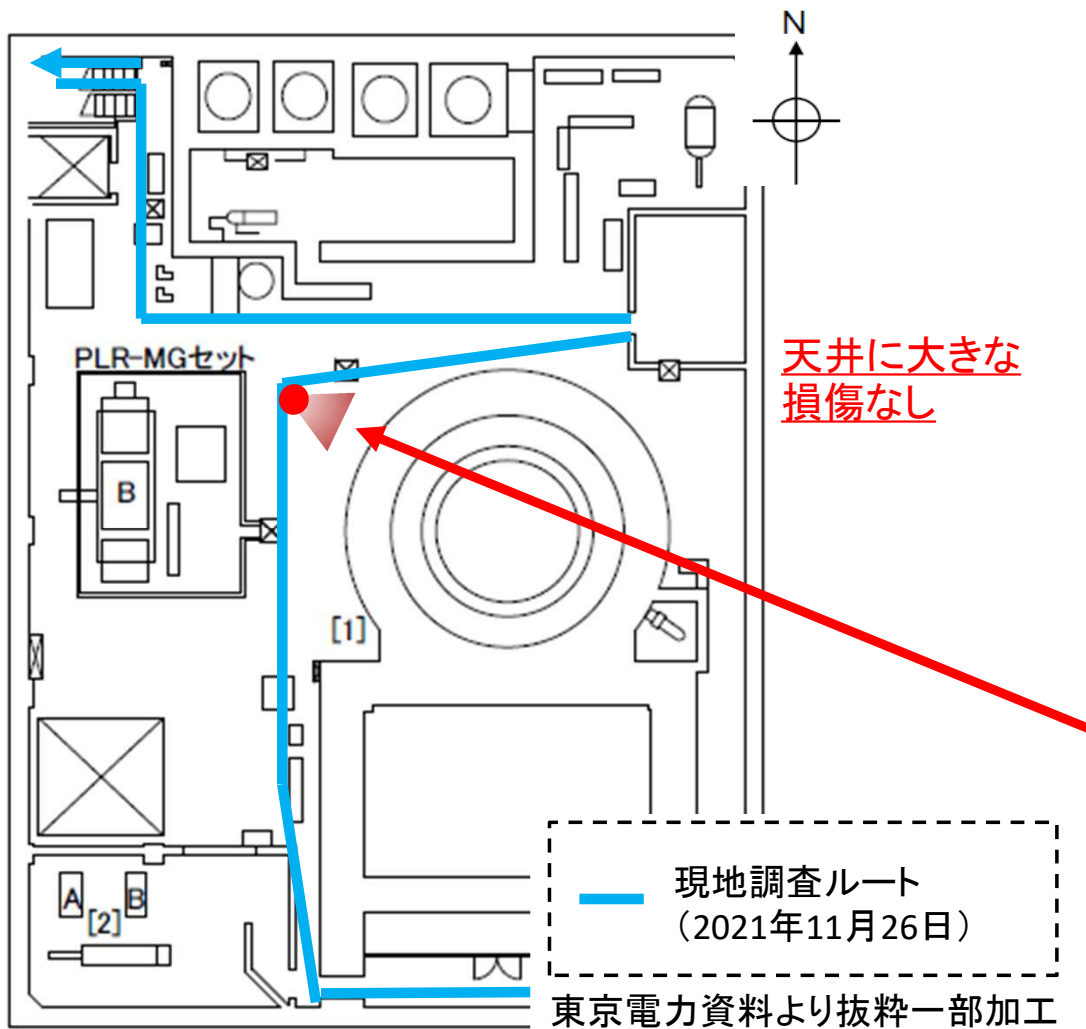 N
PLR-MGセット
天井に大きな
損傷なし
B
[1]
A
B
[2]
現地調査ルート
（2021年11月26日）
東京電力資料より抜粋一部加工